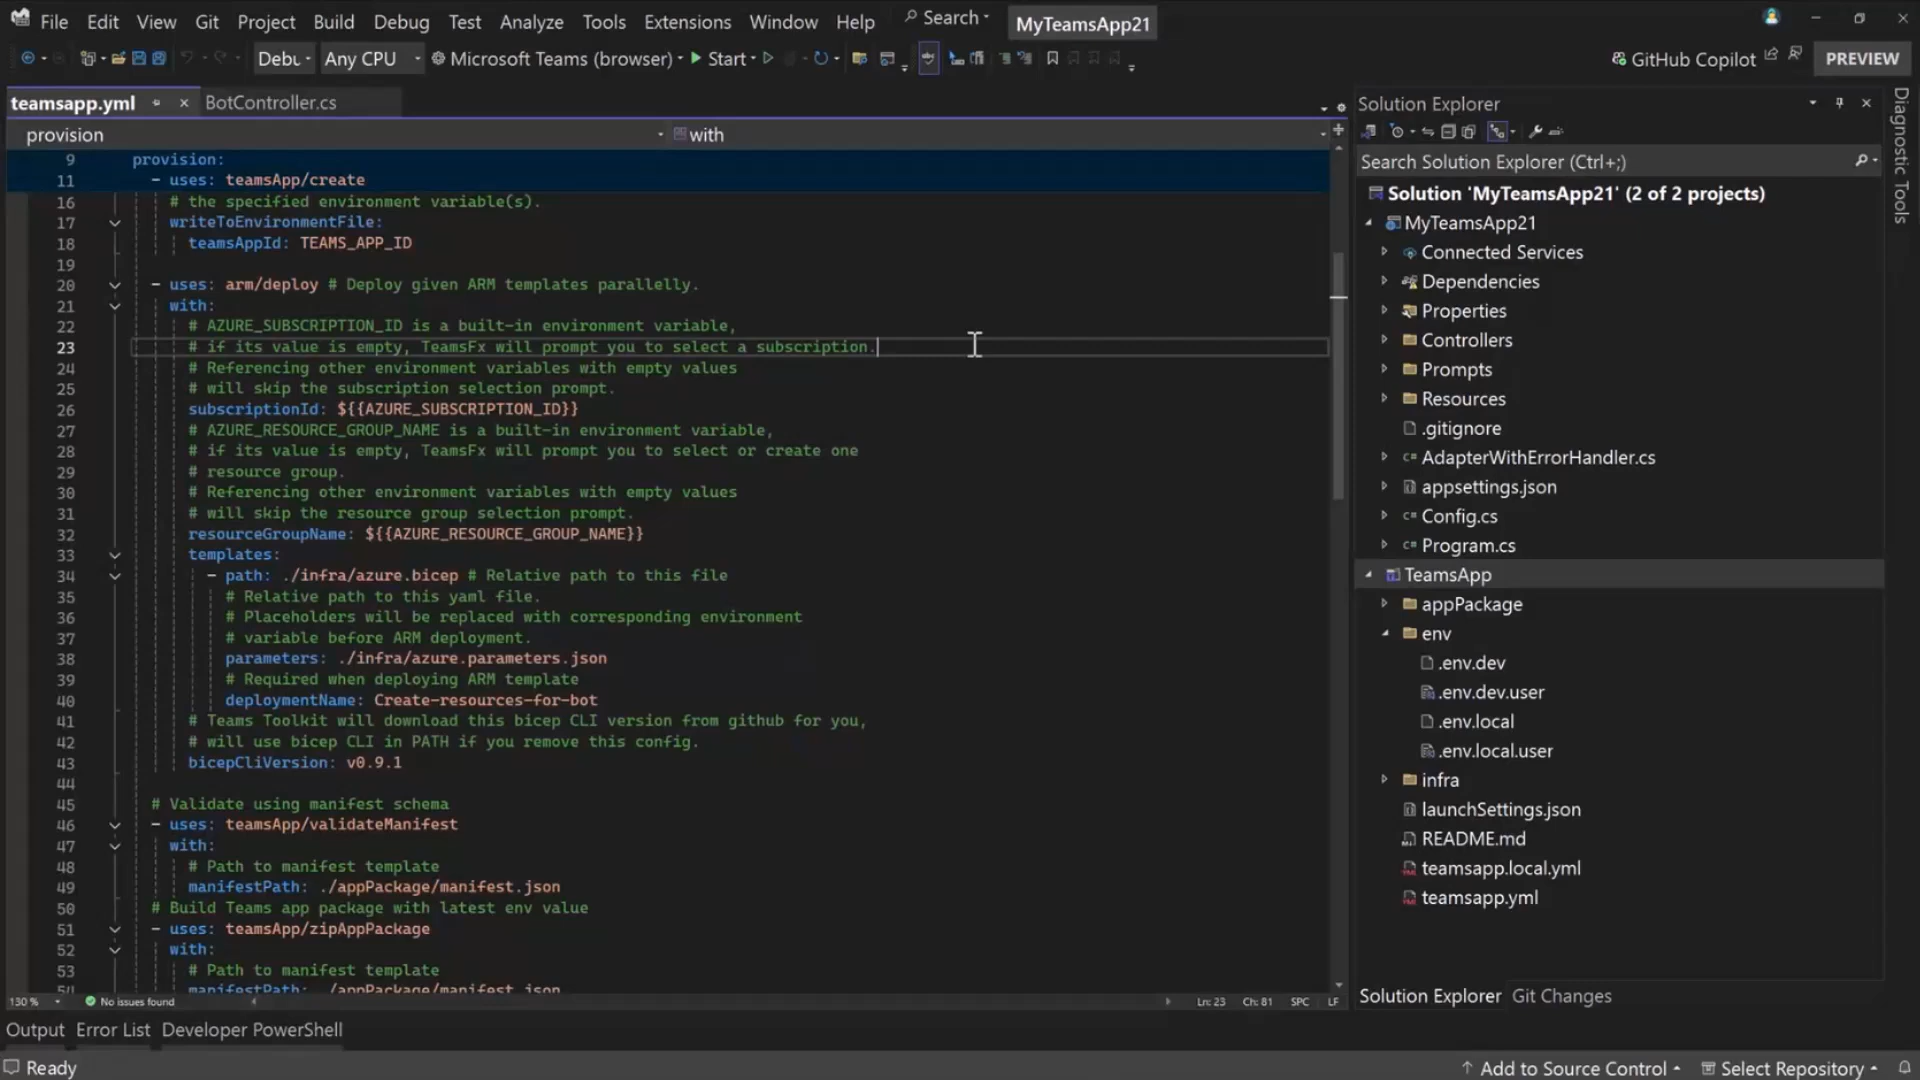 File Edit View Git Project Build Debug Test Analyze Tools Extensions Window Help Search MyTeamsApp21
Debu Any CPU Microsoft Teams (browser) Start GitHub Copilot PREVIEW
teamsapp.yml BotController.cs
provision with
9 provision:
11 - uses: teamsApp/create
16 # the specified environment variable(s).
17 writeToEnvironmentFile:
18 teamsAppId: TEAMS_APP_ID
19
20 - uses: arm/deploy # Deploy given ARM templates parallelly.
21 with:
22 # AZURE_SUBSCRIPTION_ID is a built-in environment variable,
23 # if its value is empty, TeamsFx will prompt you to select a subscription.
24 # Referencing other environment variables with empty values
25 # will skip the subscription selection prompt.
26 subscriptionId: ${{AZURE_SUBSCRIPTION_ID}}
27 # AZURE_RESOURCE_GROUP_NAME is a built-in environment variable,
28 # if its value is empty, TeamsFx will prompt you to select or create one
29 # resource group.
30 # Referencing other environment variables with empty values
31 # will skip the resource group selection prompt.
32 resourceGroupName: ${{AZURE_RESOURCE_GROUP_NAME}}
33 templates:
34 - path: ./infra/azure.bicep # Relative path to this file
35 # Relative path to this yaml file.
36 # Placeholders will be replaced with corresponding environment
37 # variable before ARM deployment.
38 parameters: ./infra/azure.parameters.json
39 # Required when deploying ARM template
40 deploymentName: Create-resources-for-bot
41 # Teams Toolkit will download this bicep CLI version from github for you,
42 # will use bicep CLI in PATH if you remove this config.
43 bicepCliVersion: v0.9.1
44
45 # Validate using manifest schema
46 - uses: teamsApp/validateManifest
47 with:
48 # Path to manifest template
49 manifestPath: ./appPackage/manifest.json
50 # Build Teams app package with latest env value
51 - uses: teamsApp/zipAppPackage
52 with:
53 # Path to manifest template
54 manifestPath: ./appPackage/manifest.json
130 % No issues found Ln: 23 Ch: 81 SPC LF
Output Error List Developer PowerShell
Ready
Solution Explorer
Search Solution Explorer (Ctrl+;)
Solution 'MyTeamsApp21' (2 of 2 projects)
MyTeamsApp21
Connected Services
Dependencies
Properties
Controllers
Prompts
Resources
.gitignore
AdapterWithErrorHandler.cs
appsettings.json
Config.cs
Program.cs
TeamsApp
appPackage
env
.env.dev
.env.dev.user
.env.local
.env.local.user
infra
launchSettings.json
README.md
teamsapp.local.yml
teamsapp.yml
Solution Explorer Git Changes
Diagnostic Tools
Add to Source Control Select Repository